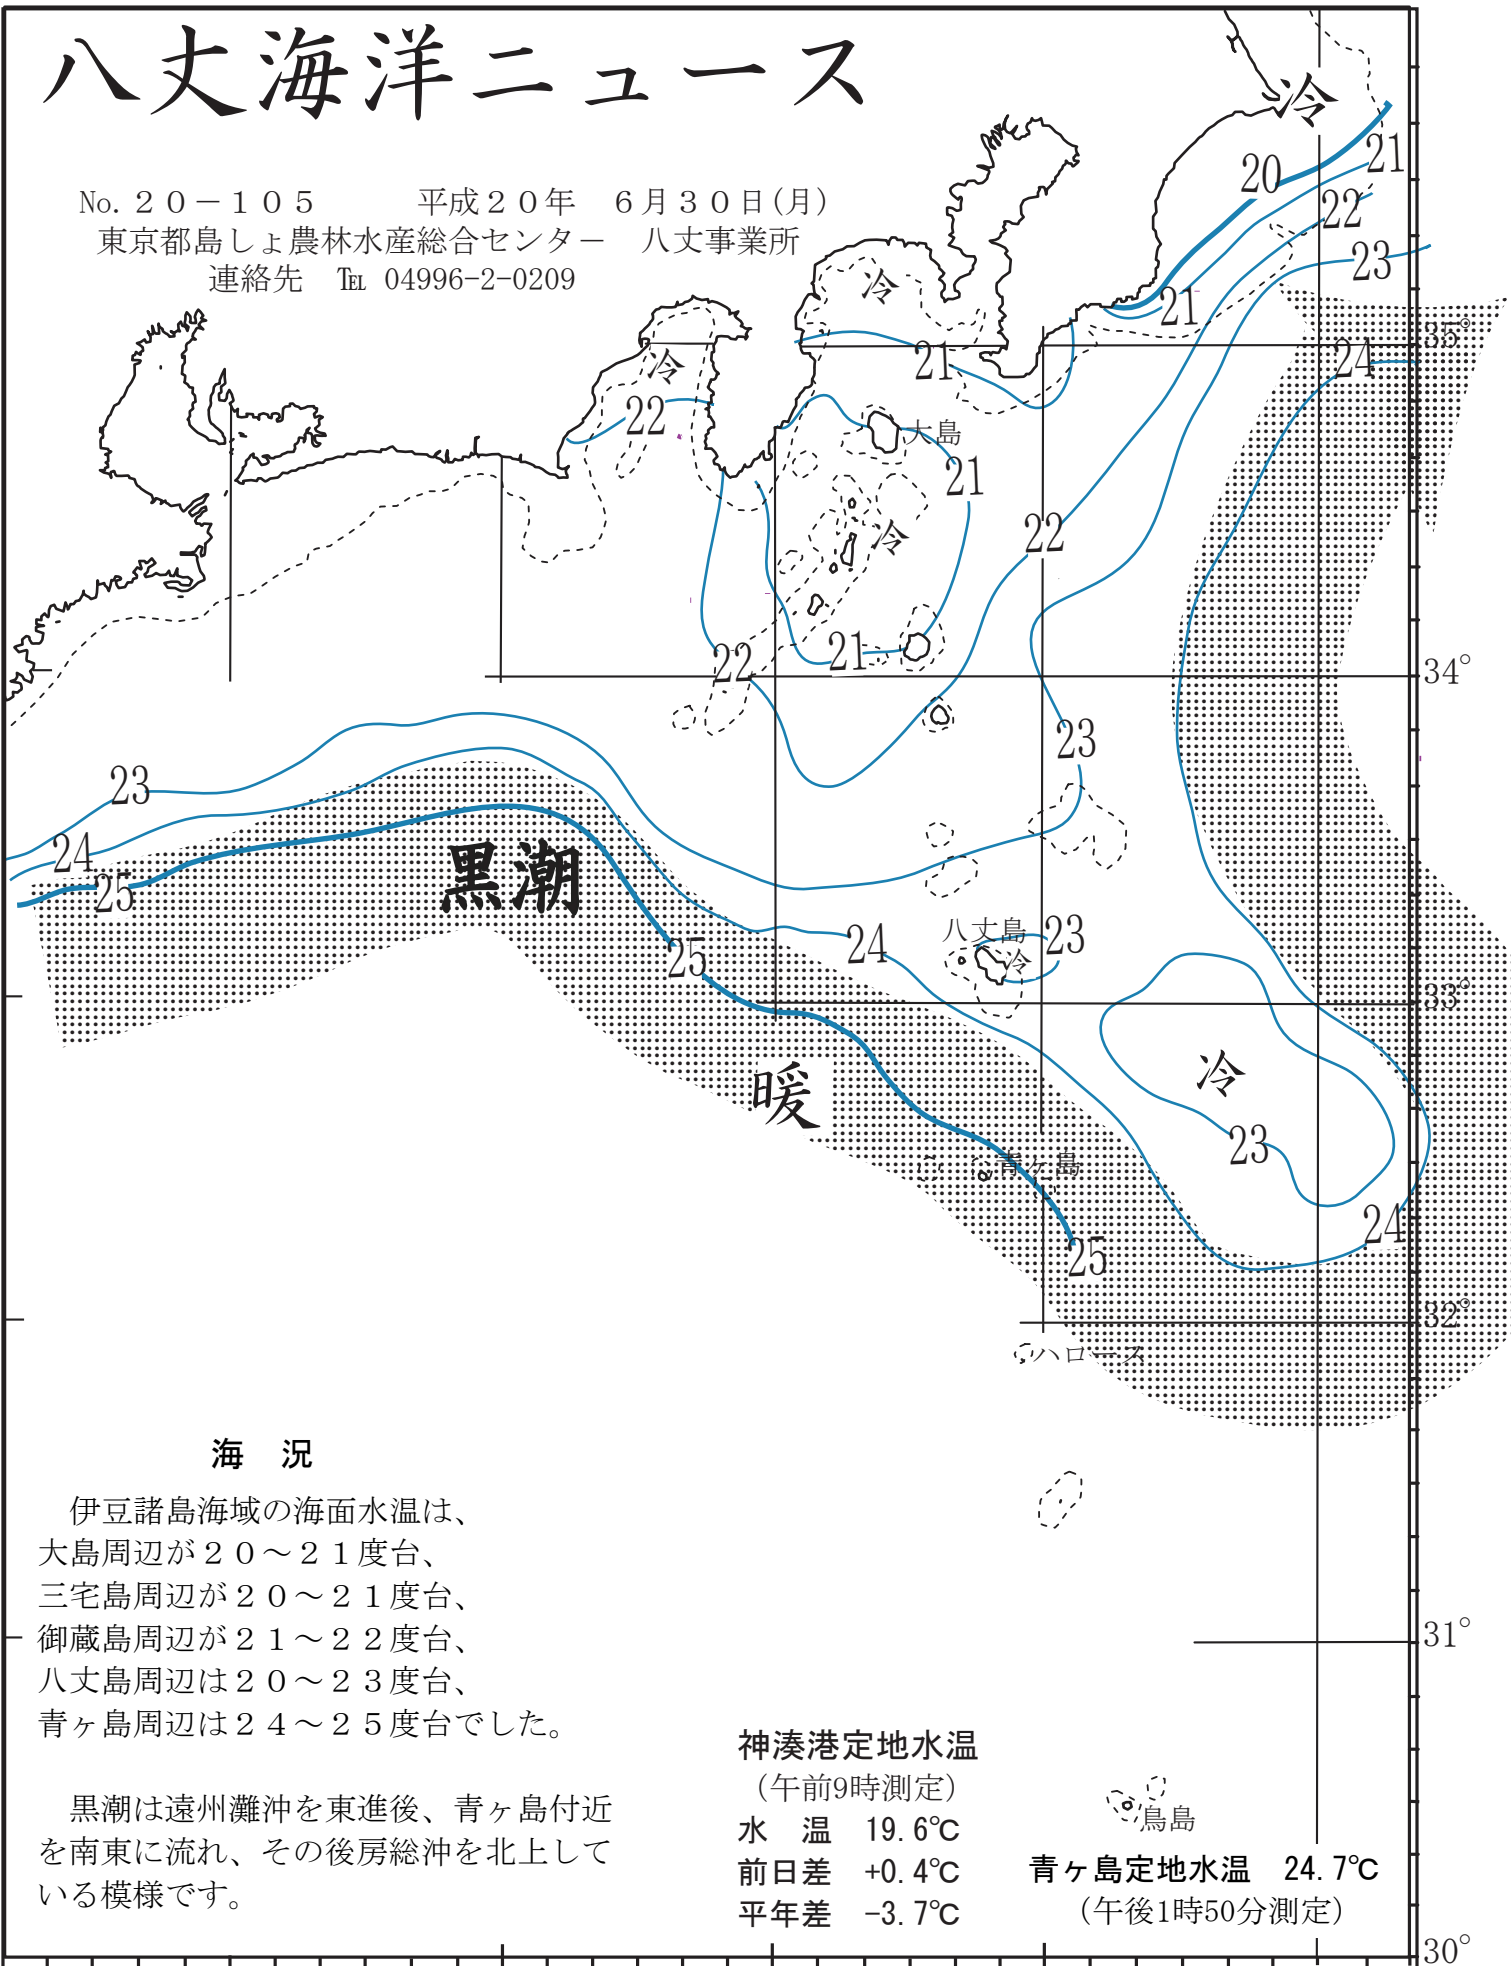 八丈海洋ニュース
No.２０－１０５　　　平成２０年　６月３０日(月)
東京都島しょ農林水産総合センター　八丈事業所
連絡先　℡ 04996-2-0209
冷
20
21
22
23
21
冷
35°
24
21
冷
22
大島
21
冷
22
21
22
34°
23
23
24
25
黒潮
25
24
八丈島
23
冷
33°
冷
暖
23
青ヶ島
24
25
32°
ハロース
海　況
伊豆諸島海域の海面水温は、
大島周辺が２０～２１度台、
三宅島周辺が２０～２１度台、
御蔵島周辺が２１～２２度台、
八丈島周辺は２０～２３度台、
青ヶ島周辺は２４～２５度台でした。
31°
黒潮は遠州灘沖を東進後、青ヶ島付近
を南東に流れ、その後房総沖を北上して
いる模様です。
神湊港定地水温
（午前9時測定）
水　温　19.6℃
前日差　+0.4℃
平年差　-3.7℃
鳥島
青ヶ島定地水温　24.7℃
（午後1時50分測定）
30°